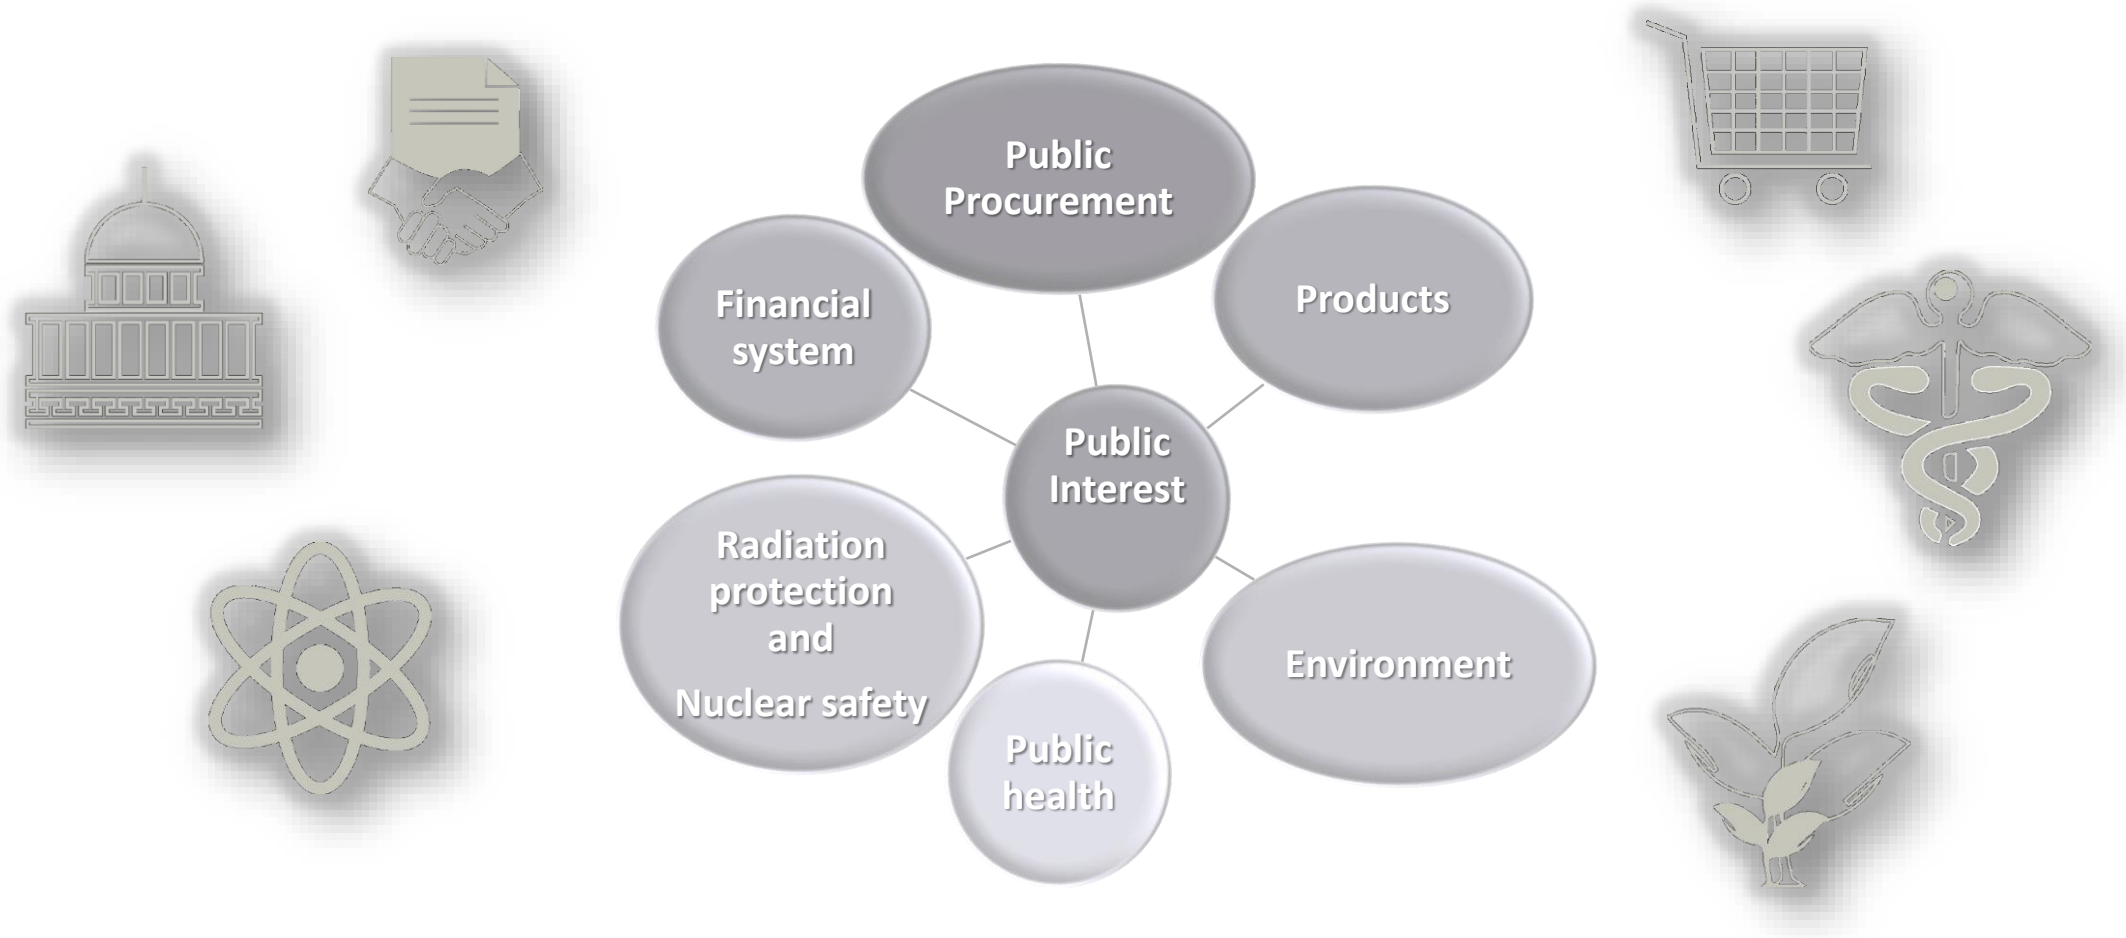 Public
Procurement
Products
Financial
system
Public
Interest
Radiation
protection
and
Nuclear safety
Environment
Public
health